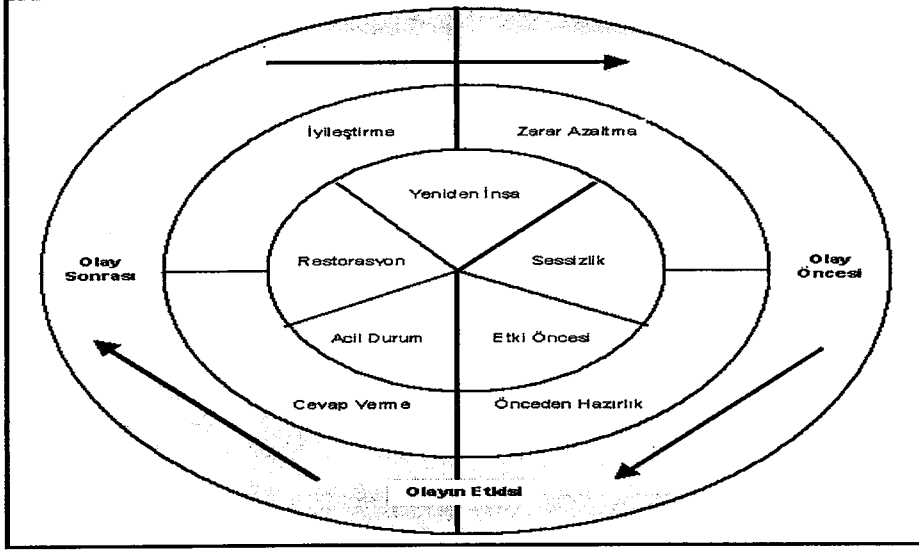 İyileştirme
Zarar Azaltma
Yeniden İnşa
Olay
Sonrası
Restorasyon
Sessizlik
Olay
Öncesi
Acil Durum
Etki Öncesi
Cevap Verme
Önceden Hazırlık
Olayın Etkisi